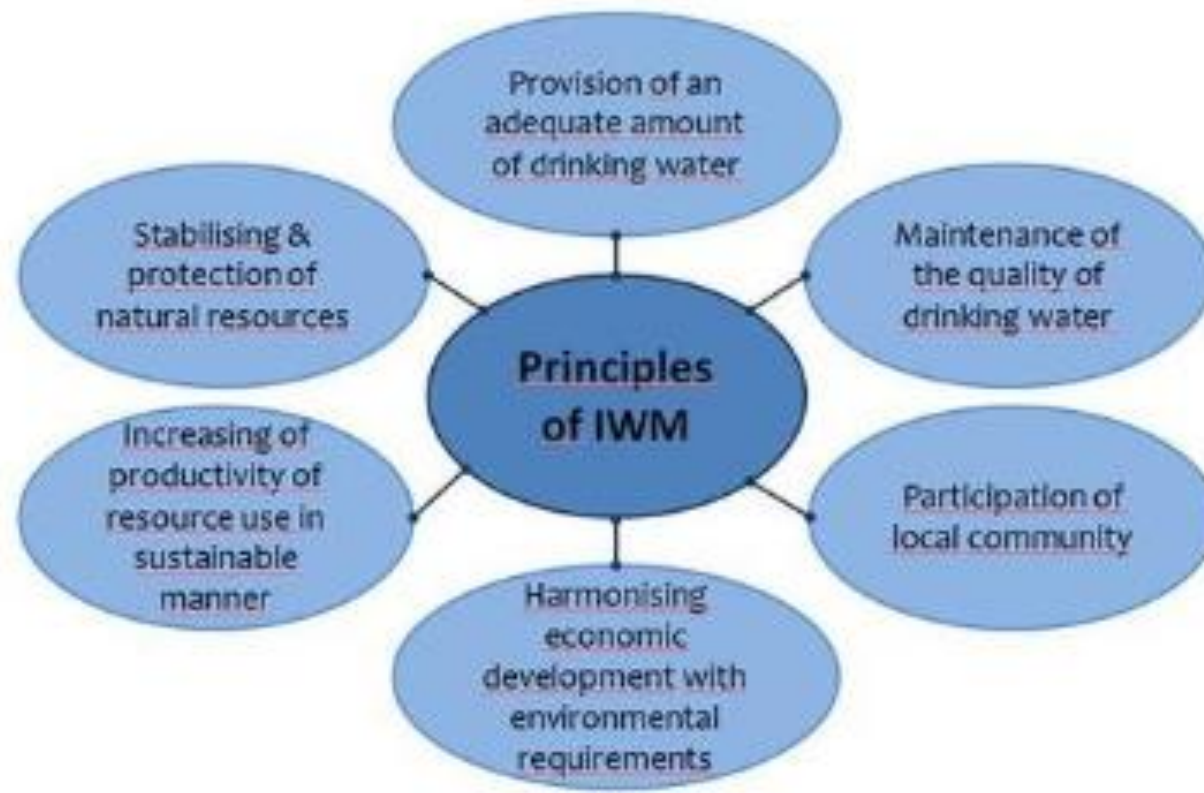 Provision of an
adequate amount
of drinking water
Stabilising &
protection of
natural resources
Maintenance of
the quality of
drinking water
Principles
of IWM
Increasing of
productivity of
resource use in
sustainable
manner
Participation of
local community
Harmonising
economic
development with
environmental
requirements